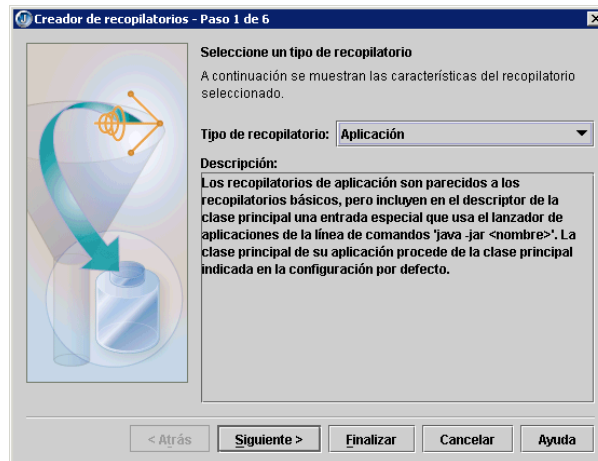 Creador de recopilatorios - Paso 1 de 6
Seleccione un tipo de recopilatorio
A continuación se muestran las características del recopilatorio
seleccionado.
Tipo de recopilatorio: Aplicación
Descripción:
Los recopilatorios de aplicación son parecidos a los
recopilatorios básicos, pero incluyen en el descriptor de la
clase principal una entrada especial que usa el lanzador de
aplicaciones de la línea de comandos 'java -jar <nombre>'. La
clase principal de su aplicación procede de la clase principal
indicada en la configuración por defecto.
< Atrás Siguiente > Finalizar Cancelar Ayuda